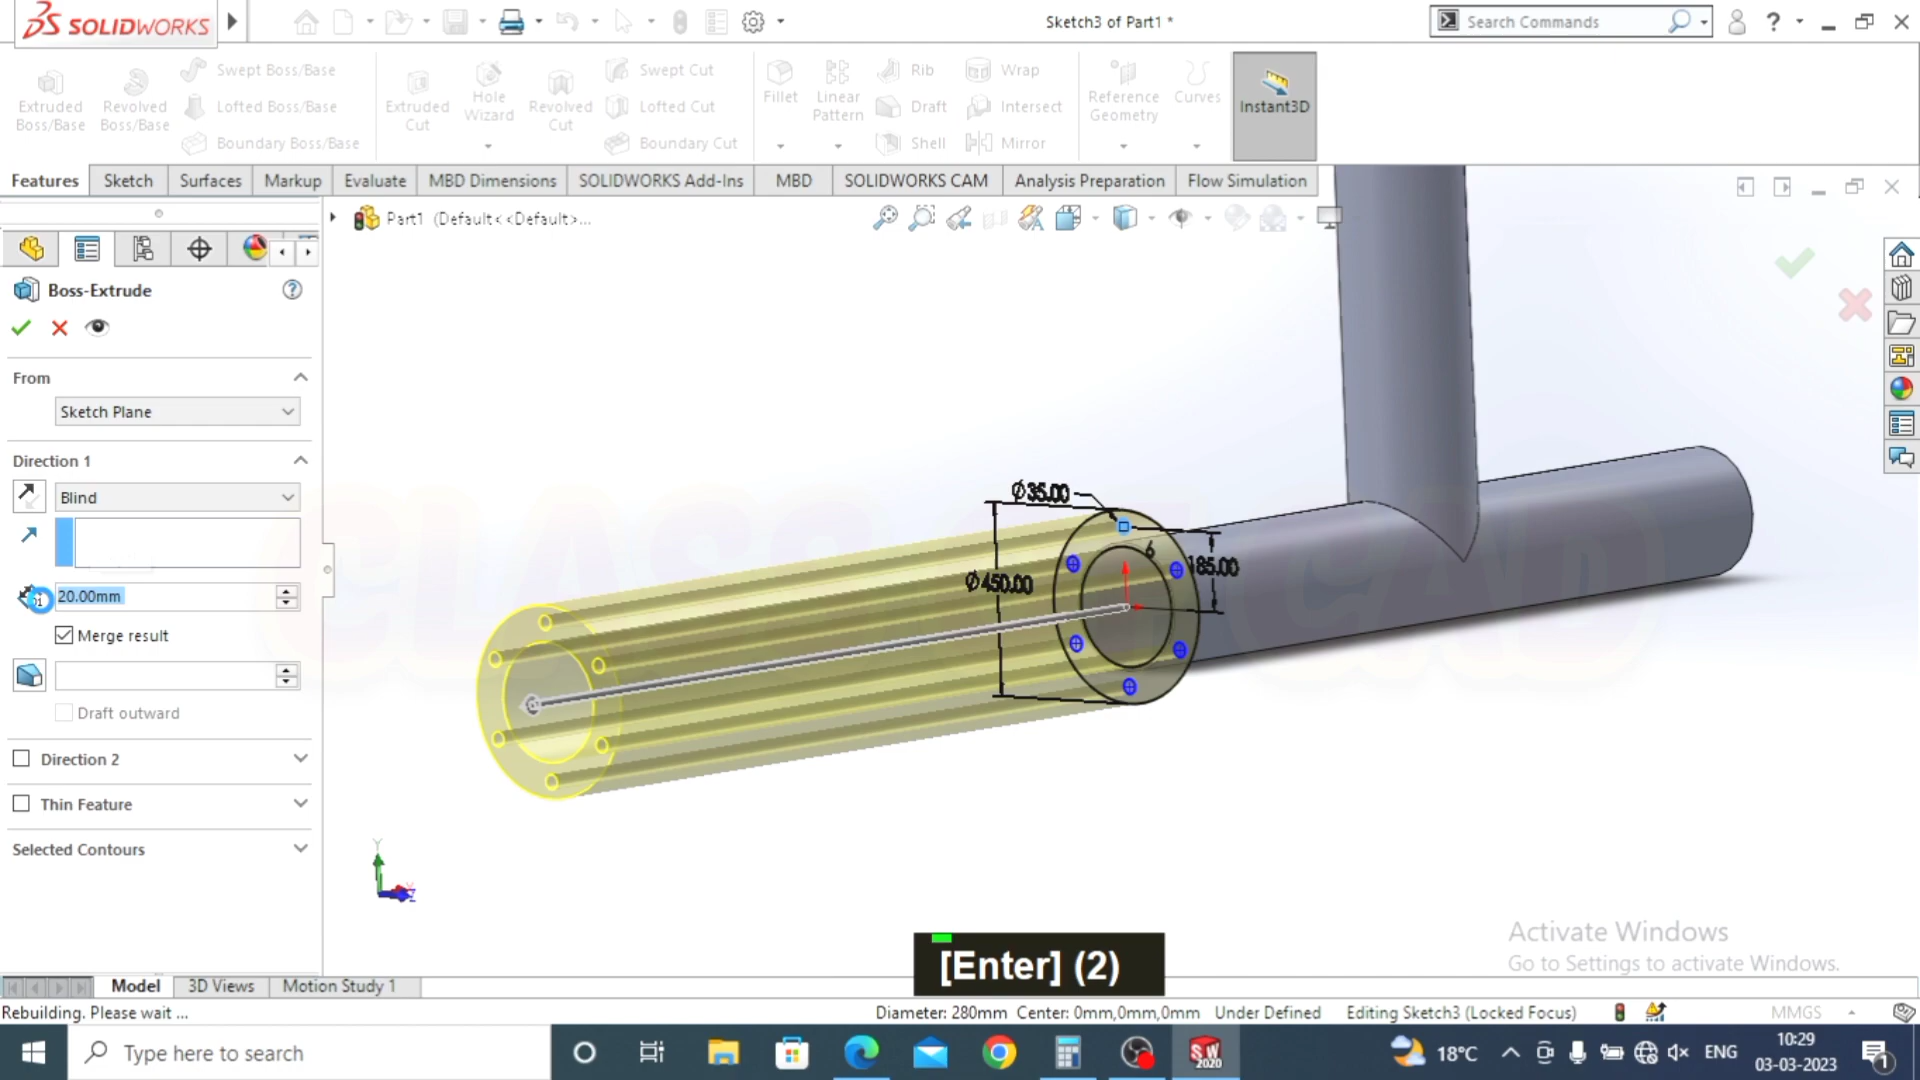 SOLIDWORKS
Sketch3 of Part1 *
Search Commands
Extruded Boss/Base
Revolved Boss/Base
Swept Boss/Base
Lofted Boss/Base
Boundary Boss/Base
Extruded Cut
Hole Wizard
Revolved Cut
Swept Cut
Lofted Cut
Boundary Cut
Fillet
Linear Pattern
Rib
Draft
Shell
Wrap
Intersect
Mirror
Reference Geometry
Curves
Instant3D
Features
Sketch
Surfaces
Markup
Evaluate
MBD Dimensions
SOLIDWORKS Add-Ins
MBD
SOLIDWORKS CAM
Analysis Preparation
Flow Simulation
Part1 (Default<<Default>...
Boss-Extrude
From
Sketch Plane
Direction 1
Blind
20.00mm
Merge result
Draft outward
Direction 2
Thin Feature
Selected Contours
Ø35.00
6
185.00
Ø450.00
Y
Z
[Enter] (2)
Activate Windows
Go to Settings to activate Windows.
Model
3D Views
Motion Study 1
Rebuilding. Please wait ...
Diameter: 280mm Center: 0mm,0mm,0mm
Under Defined
Editing Sketch3 (Locked Focus)
MMGS
Type here to search
SW
2020
18°C
ENG
10:29
03-03-2023
1